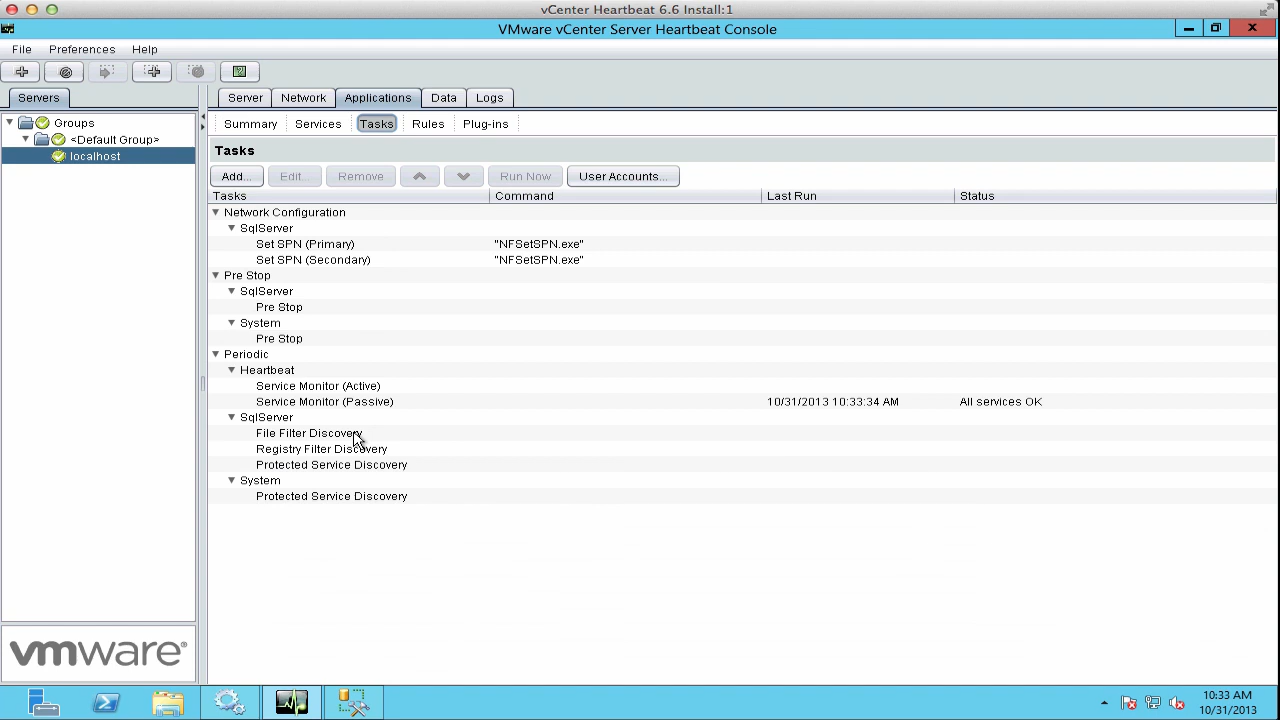 vCenter Heartbeat 6.6 Install:1
VMware vCenter Server Heartbeat Console
File Preferences Help
Servers
Server Network Applications Data Logs
Groups
<Default Group>
localhost
Summary Services Tasks Rules Plug-ins
Tasks
Add... Edit... Remove Run Now User Accounts...
Tasks Command Last Run Status
Network Configuration
SqlServer
Set SPN (Primary) "NFSetSPN.exe"
Set SPN (Secondary) "NFSetSPN.exe"
Pre Stop
SqlServer
Pre Stop
System
Pre Stop
Periodic
Heartbeat
Service Monitor (Active)
Service Monitor (Passive) 10/31/2013 10:33:34 AM All services OK
SqlServer
File Filter Discovery
Registry Filter Discovery
Protected Service Discovery
System
Protected Service Discovery
vmware®
10:33 AM
10/31/2013